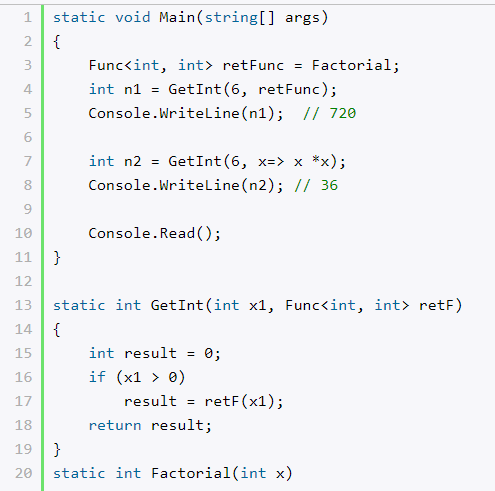 1 static void Main(string[] args)
2 {
3     Func<int, int> retFunc = Factorial;
4     int n1 = GetInt(6, retFunc);
5     Console.WriteLine(n1);  // 720
6
7     int n2 = GetInt(6, x=> x *x);
8     Console.WriteLine(n2); // 36
9
10     Console.Read();
11 }
12
13 static int GetInt(int x1, Func<int, int> retF)
14 {
15     int result = 0;
16     if (x1 > 0)
17         result = retF(x1);
18     return result;
19 }
20 static int Factorial(int x)